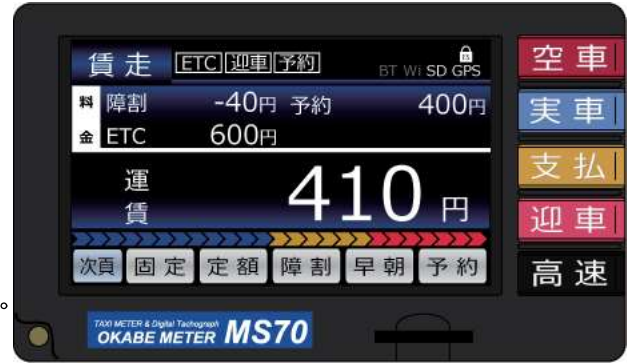 賃走 ETC 迎車 予約 BT Wi SD GPS
料金
障割 -40円 予約 400円
ETC 600円
運賃 410円
次頁 固定 定額 障割 早朝 予約
空車
実車
支払
迎車
高速
TAXI METER & Digital Tachograph
OKABE METER MS70
。